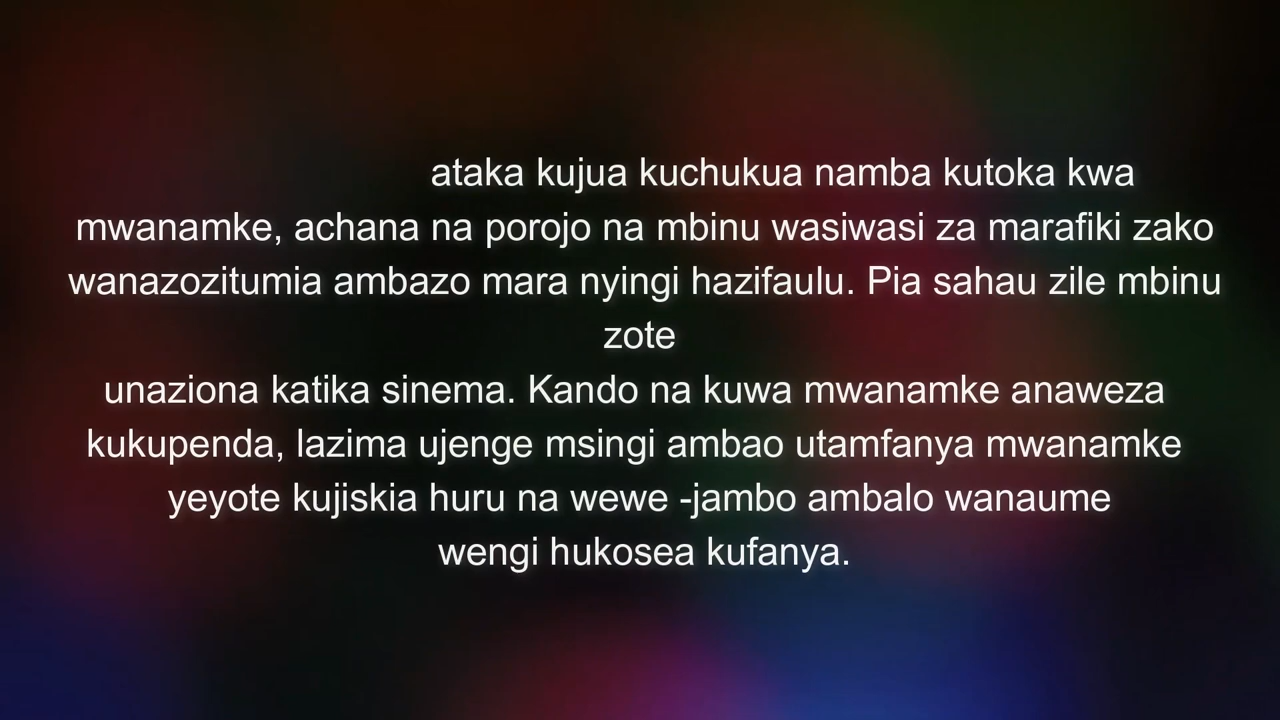 ataka kujua kuchukua namba kutoka kwa
mwanamke, achana na porojo na mbinu wasiwasi za marafiki zako
wanazozitumia ambazo mara nyingi hazifaulu. Pia sahau zile mbinu
zote
unaziona katika sinema. Kando na kuwa mwanamke anaweza
kukupenda, lazima ujenge msingi ambao utamfanya mwanamke
yeyote kujiskia huru na wewe -jambo ambalo wanaume
wengi hukosea kufanya.